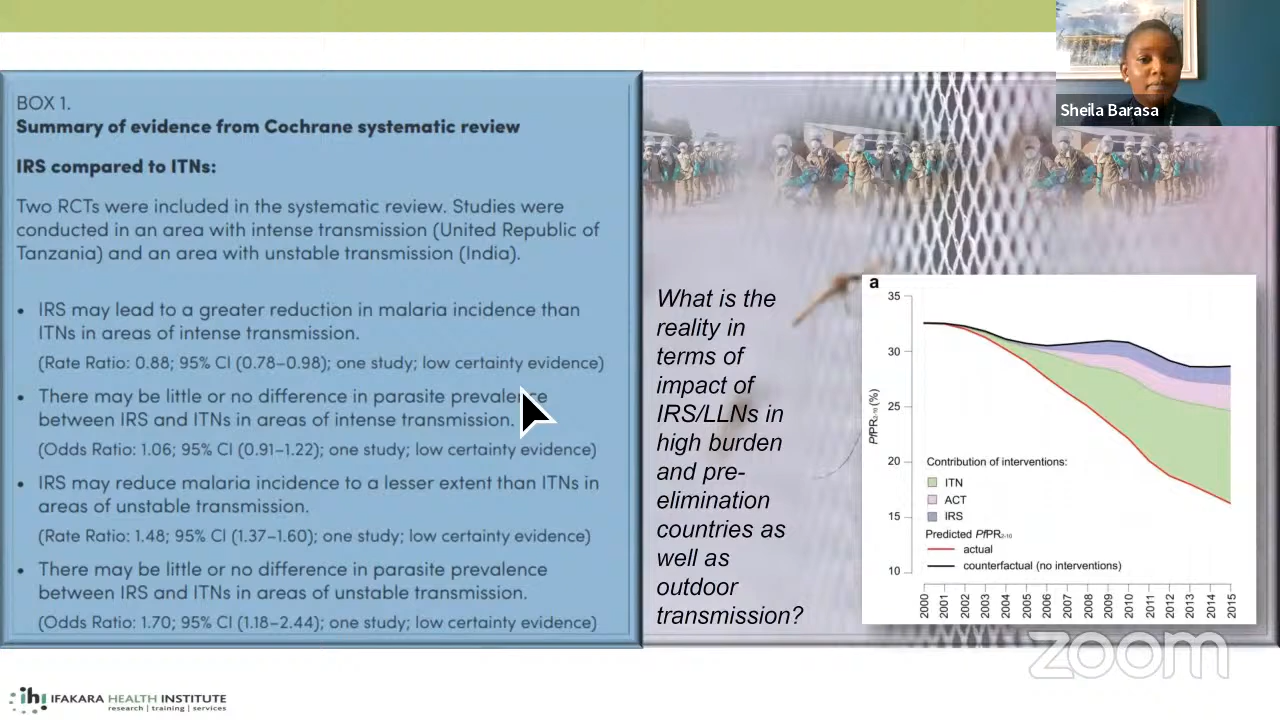 Sheila Barasa
BOX 1.
Summary of evidence from Cochrane systematic review
IRS compared to ITNs:
Two RCTs were included in the systematic review. Studies were
conducted in an area with intense transmission (United Republic of
Tanzania) and an area with unstable transmission (India).
• IRS may lead to a greater reduction in malaria incidence than
ITNs in areas of intense transmission.
(Rate Ratio: 0.88; 95% CI (0.78–0.98); one study; low certainty evidence)
• There may be little or no difference in parasite prevalence
between IRS and ITNs in areas of intense transmission.
(Odds Ratio: 1.06; 95% CI (0.91–1.22); one study; low certainty evidence)
• IRS may reduce malaria incidence to a lesser extent than ITNs in
areas of unstable transmission.
(Rate Ratio: 1.48; 95% CI (1.37–1.60); one study; low certainty evidence)
• There may be little or no difference in parasite prevalence
between IRS and ITNs in areas of unstable transmission.
(Odds Ratio: 1.70; 95% CI (1.18–2.44); one study; low certainty evidence)
What is the
reality in
terms of
impact of
IRS/LLNs in
high burden
and pre-
elimination
countries as
well as
outdoor
transmission?
a
35
30
25
20
15
10
PfPR2-10 (%)
Contribution of interventions:
ITN
ACT
IRS
Predicted PfPR2-10
actual
counterfactual (no interventions)
2000 2001 2002 2003 2004 2005 2006 2007 2008 2009 2010 2011 2012 2013 2014 2015
zoom
ihi IFAKARA HEALTH INSTITUTE
research | training | services